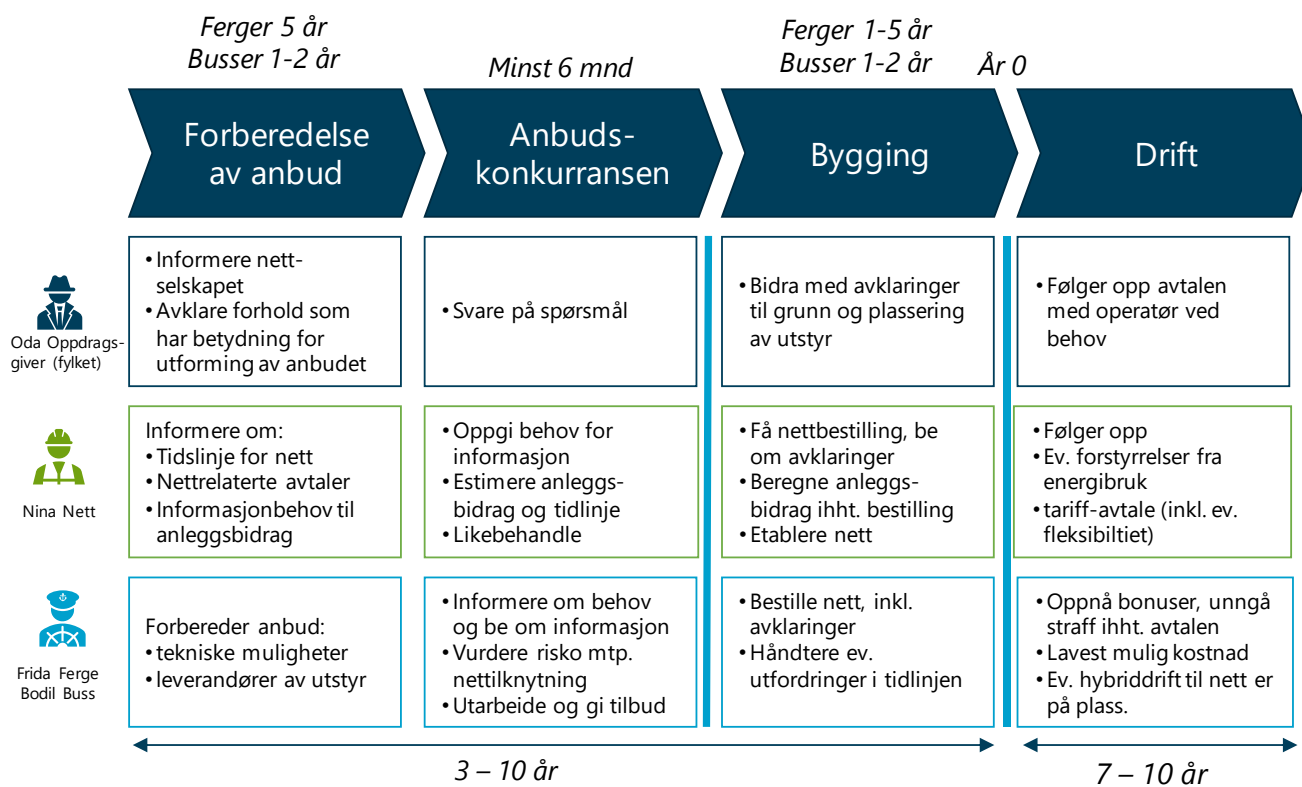 Ferger 5 år
Busser 1-2 år
Minst 6 mnd
Ferger 1-5 år
Busser 1-2 år
År 0
Forberedelse
av anbud
Anbuds-
konkurransen
Bygging
Drift
Oda Oppdrags-
giver (fylket)
• Informere nett-
selskapet
• Avklare forhold som
har betydning for
utforming av anbudet
• Svare på spørsmål
• Bidra med avklaringer
til grunn og plassering
av utstyr
• Følger opp avtalen
med operatør ved
behov
Nina Nett
Informere om:
• Tidslinje for nett
• Nettrelaterte avtaler
• Informasjonbehov til
anleggsbidrag
• Oppgi behov for
informasjon
• Estimere anleggs-
bidrag og tidlinje
• Likebehandle
• Få nettbestilling, be
om avklaringer
• Beregne anleggs-
bidrag ihht. bestilling
• Etablere nett
• Følger opp
• Ev. forstyrrelser fra
energibruk
• tariff-avtale (inkl. ev.
fleksibiltiet)
Frida Ferge
Bodil Buss
Forbereder anbud:
• tekniske muligheter
• leverandører av utstyr
• Informere om behov
og be om informasjon
• Vurdere risko mtp.
nettilknytning
• Utarbeide og gi tilbud
• Bestille nett, inkl.
avklaringer
• Håndtere ev.
utfordringer i tidlinjen
• Oppnå bonuser, unngå
straff ihht. avtalen
• Lavest mulig kostnad
• Ev. hybriddrift til nett er
på plass.
3 – 10 år
7 – 10 år